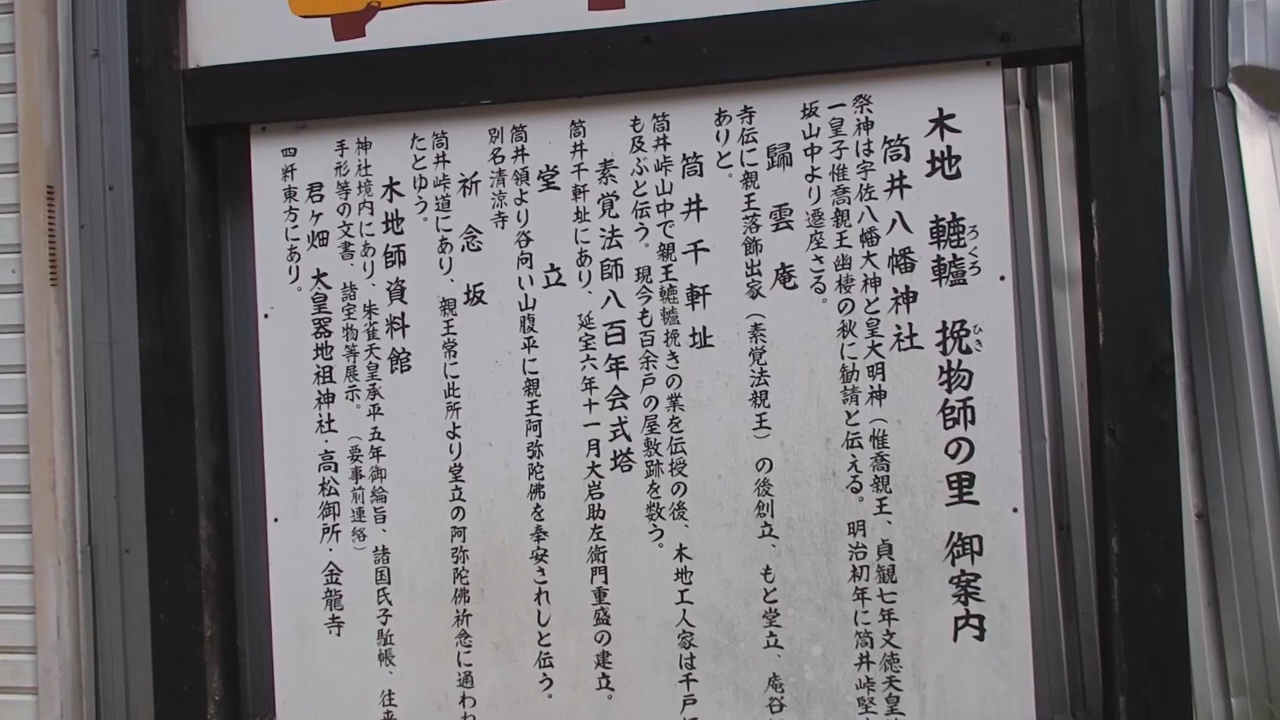 木地 轆轤 挽物師の里 御案内
ろくろ
ひき
筒井八幡神社
祭神は宇佐八幡大神と皇大明神(惟喬親王、貞観七年文徳天皇
一皇子惟喬親王幽棲の秋に勧請と伝える。明治初年に筒井峠
坂山中より遷座さる。
歸雲庵
寺伝に親王落飾出家(素覚法親王)の後創立、もと堂立、庵谷
ありと。
筒井千軒址
筒井峠山中で親王轆轤挽きの業を伝授の後、木地工人家は千戸
も及ぶと伝う。現今も百余戸の屋敷跡を数う。
素覚法師八百年会式塔
筒井千軒址にあり、延宝六年十一月大岩助左衛門重盛の建立。
堂立
筒井領より谷向い山腹平に親王阿弥陀佛を奉安されしと伝う。
別名清涼寺
祈念坂
筒井峠道にあり、親王常に此所より堂立の阿弥陀佛祈念に通わ
たとゆう。
木地師資料館
神社境内にあり、朱雀天皇承平五年御綸旨、諸国氏子駈帳、往来
手形等の文書、諸宝物等展示。(要事前連絡)
君ヶ畑 大皇器地祖神社・高松御所・金龍寺
四粁東方にあり。